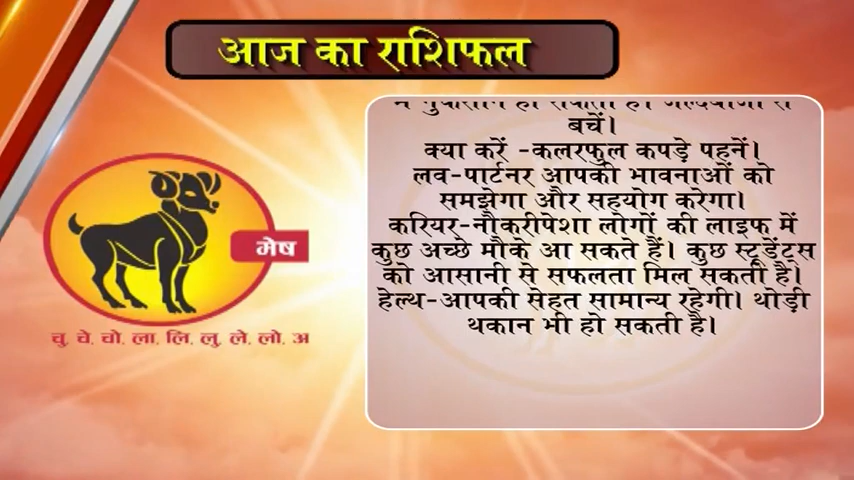 आज का राशिफल
बचें।
क्या करें -कलरफुल कपड़े पहनें।
लव-पार्टनर आपकी भावनाओं को
समझेगा और सहयोग करेगा।
करियर-नौकरीपेशा लोगों की लाइफ में
कुछ अच्छे मौके आ सकते हैं। कुछ स्टूडेंट्स
को आसानी से सफलता मिल सकती है।
हेल्थ-आपकी सेहत सामान्य रहेगी। थोड़ी
थकान भी हो सकती है।
मेष
चु, चे, चो, ला, लि, लु, ले, लो, अ